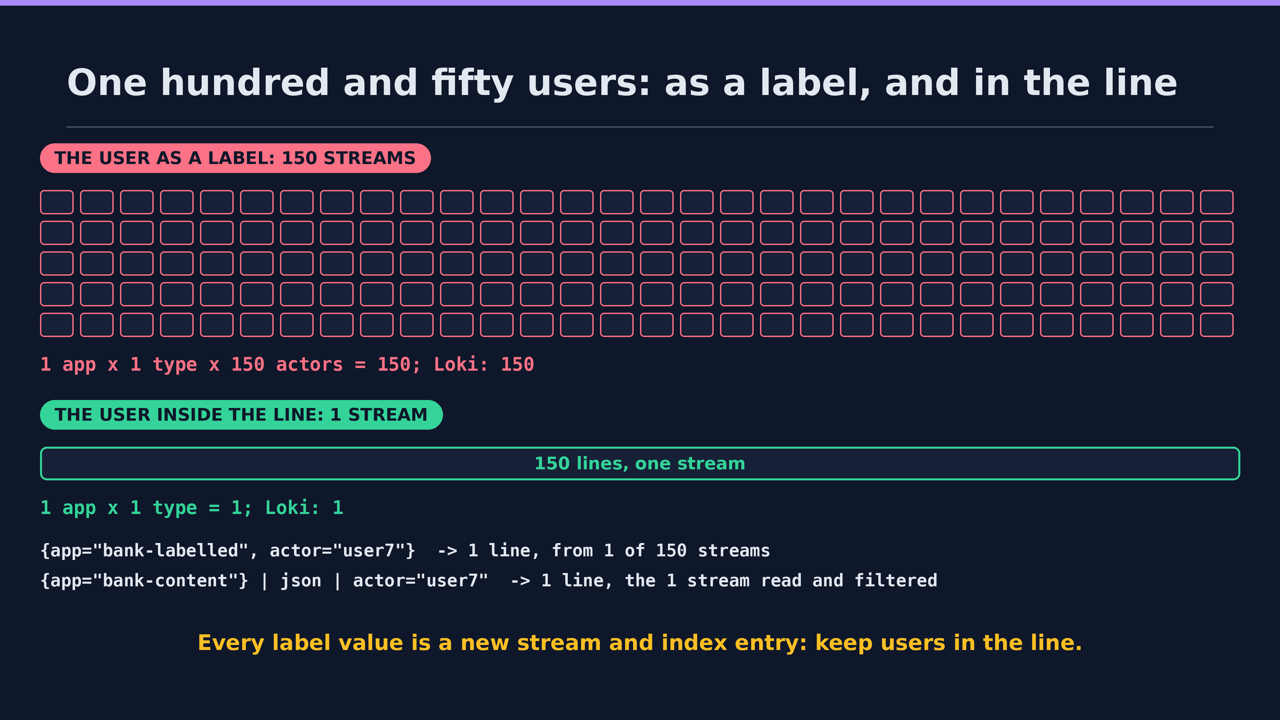 One hundred and fifty users: as a label, and in the line
THE USER AS A LABEL: 150 STREAMS
1 app x 1 type x 150 actors = 150; Loki: 150
THE USER INSIDE THE LINE: 1 STREAM
150 lines, one stream
1 app x 1 type = 1; Loki: 1
{app="bank-labelled", actor="user7"}  -> 1 line, from 1 of 150 streams
{app="bank-content"} | json | actor="user7"  -> 1 line, the 1 stream read and filtered
Every label value is a new stream and index entry: keep users in the line.